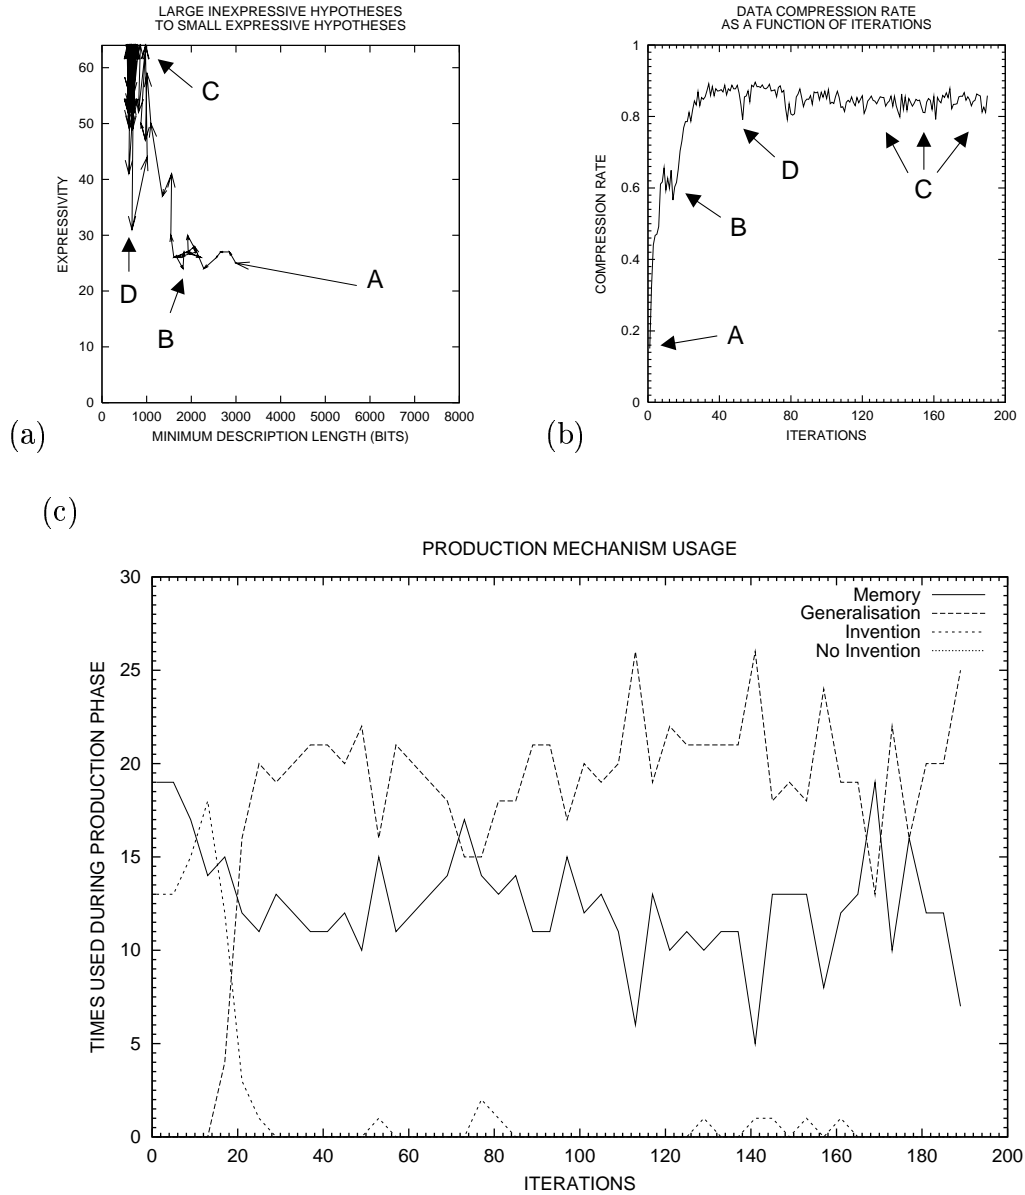 LARGE INEXPRESSIVE HYPOTHESES
TO SMALL EXPRESSIVE HYPOTHESES
60
50
40
30
20
10
0
EXPRESSIVITY
C
D
B
A
0 1000 2000 3000 4000 5000 6000 7000 8000
MINIMUM DESCRIPTION LENGTH (BITS)
(a)
DATA COMPRESSION RATE
AS A FUNCTION OF ITERATIONS
1
0.8
0.6
0.4
0.2
0
COMPRESSION RATE
D
C
B
A
0 40 80 120 160 200
ITERATIONS
(b)
(c)
PRODUCTION MECHANISM USAGE
30
25
20
15
10
5
0
TIMES USED DURING PRODUCTION PHASE
Memory
Generalisation
Invention
No Invention
0 20 40 60 80 100 120 140 160 180 200
ITERATIONS